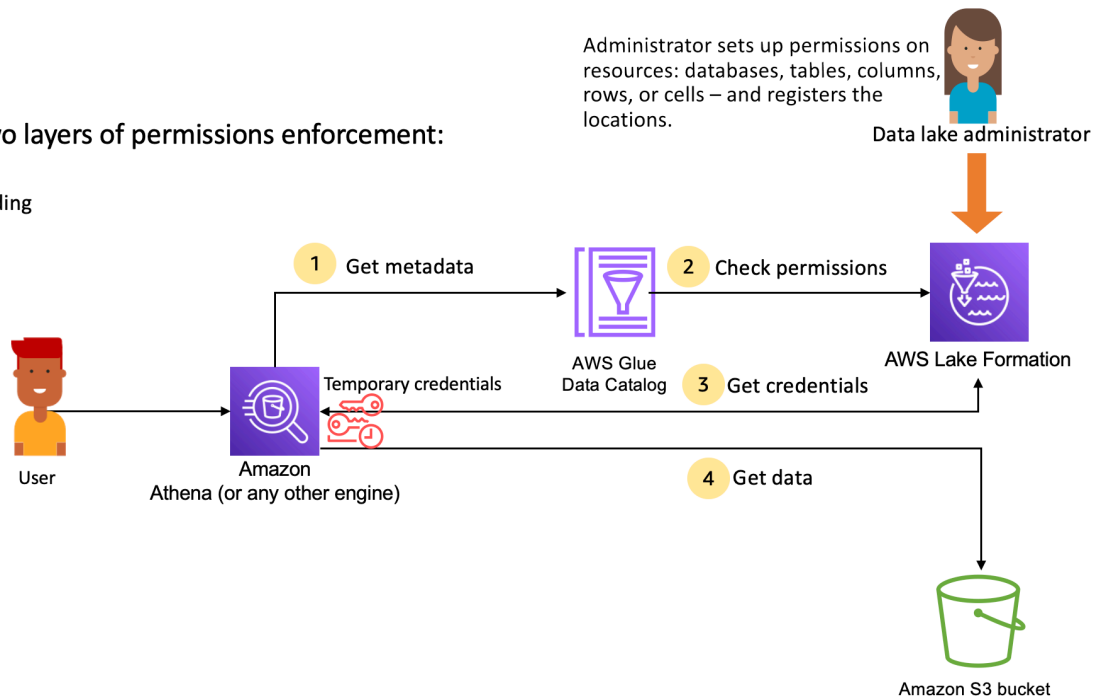 Administrator sets up permissions on
resources: databases, tables, columns,
rows, or cells – and registers the
locations.
Data lake administrator
layers of permissions enforcement:
1 Get metadata
2 Check permissions
AWS Glue
Data Catalog
AWS Lake Formation
Temporary credentials
3 Get credentials
User
Amazon
Athena (or any other engine)
4 Get data
Amazon S3 bucket